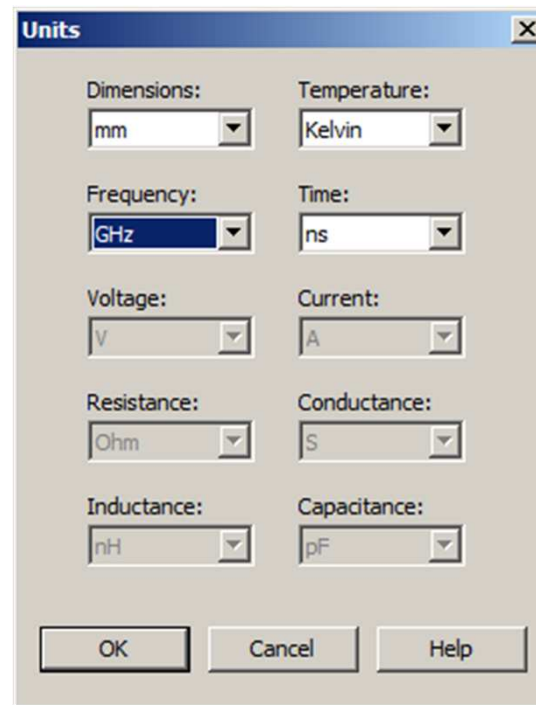 Units
Dimensions: Temperature:
mm Kelvin
Frequency: Time:
GHz ns
Voltage: Current:
V A
Resistance: Conductance:
Ohm S
Inductance: Capacitance:
nH pF
OK Cancel Help